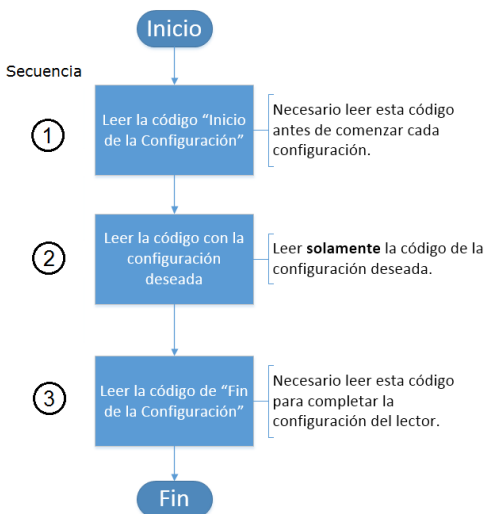 Inicio
Secuencia
1
Leer la código “Inicio
de la Configuración”
Necesario leer esta código
antes de comenzar cada
configuración.
2
Leer la código con la
configuración
deseada
Leer solamente la código de la
configuración deseada.
3
Leer la código de “Fin
de la Configuración”
Necesario leer esta código
para completar la
configuración del lector.
Fin